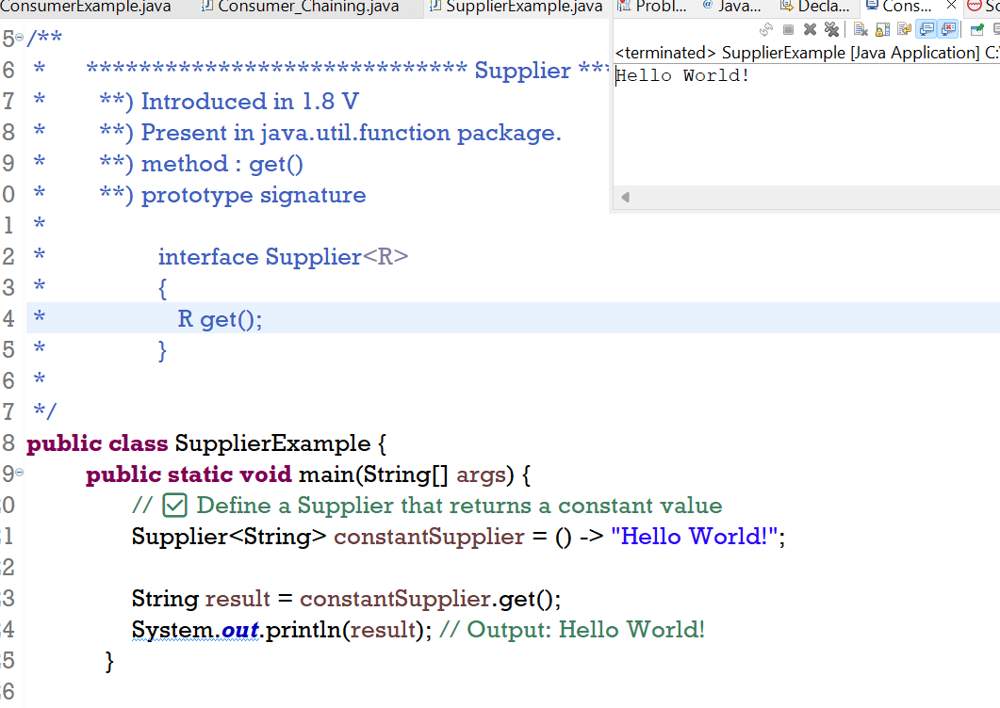 ConsumerExample.java Consumer_Chaining.java SupplierExample.java Probl... Java... Decla... Cons...
<terminated> SupplierExample [Java Application] C:
Hello World!
5 /**
6 * ***************************** Supplier ***
7 * **) Introduced in 1.8 V
8 * **) Present in java.util.function package.
9 * **) method : get()
0 * **) prototype signature
1 *
2 * interface Supplier<R>
3 * {
4 * R get();
5 * }
6 *
7 */
8 public class SupplierExample {
9 public static void main(String[] args) {
0 // ✅ Define a Supplier that returns a constant value
1 Supplier<String> constantSupplier = () -> "Hello World!";
2
3 String result = constantSupplier.get();
4 System.out.println(result); // Output: Hello World!
5 }
6